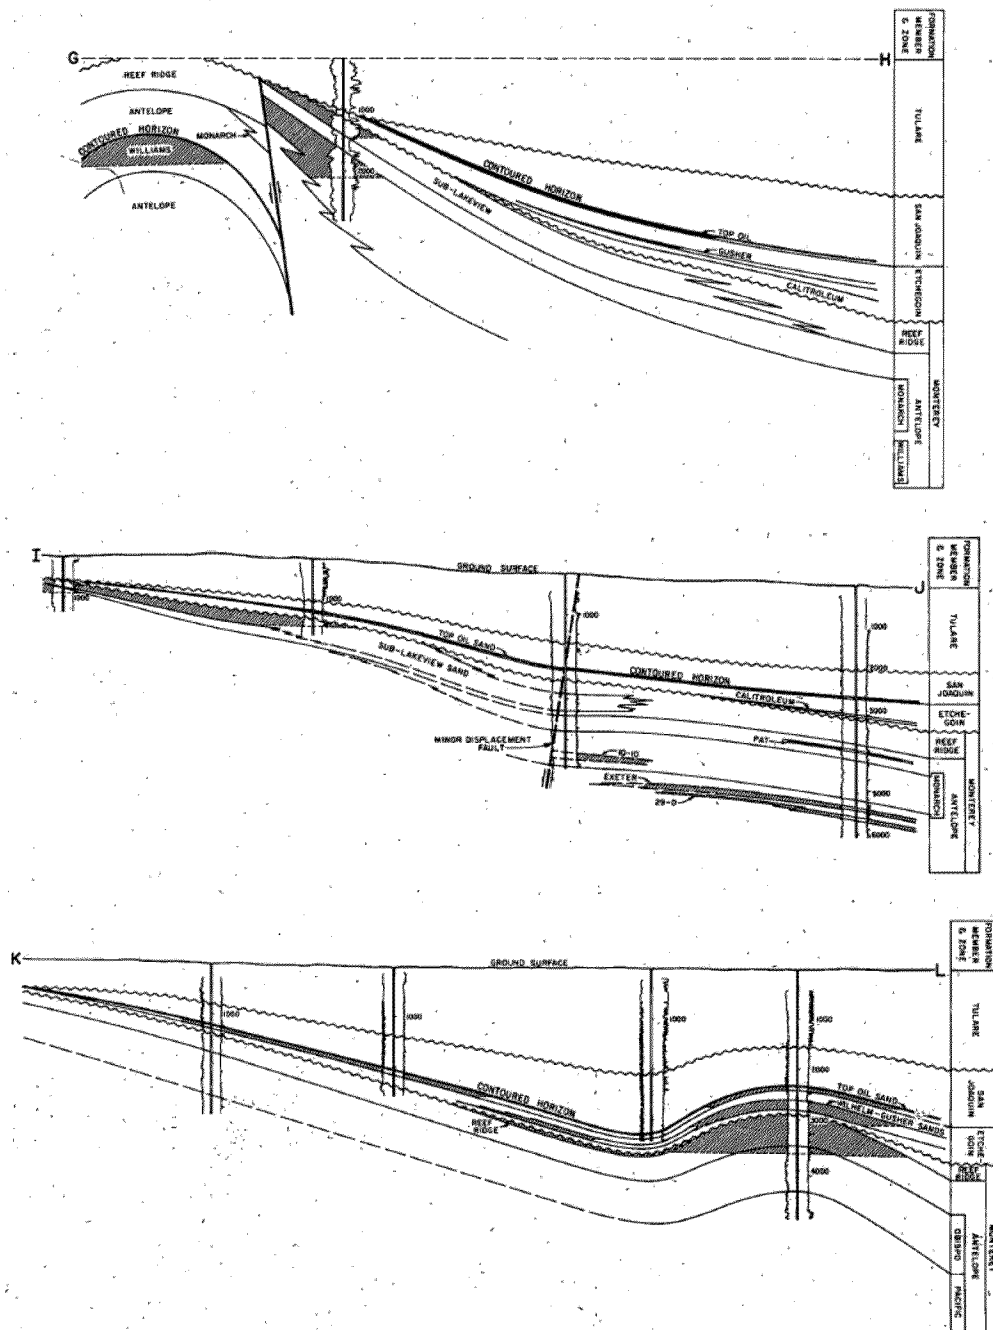 G
H
REEF RIDGE
ANTELOPE
CONTOURED HORIZON
MONARCH
WILLIAMS
ANTELOPE
1000
2000
SUB-LAKEVIEW
CONTOURED HORIZON
TOP OIL
GUSHER
CALITROLEUM
FORMATION
MEMBER
& ZONE
TULARE
SAN JOAQUIN
ETCHEGOIN
REEF
RIDGE
MONARCH
WILLIAMS
ANTELOPE
MONTEREY
I
J
GROUND SURFACE
1000
1000
1000
1000
TOP OIL SAND
SUB-LAKEVIEW SAND
CONTOURED HORIZON
CALITROLEUM
MINOR DISPLACEMENT
FAULT
PAY
10-10
EXETER
29-D
2000
3000
5000
6000
FORMATION
MEMBER
& ZONE
TULARE
SAN
JOAQUIN
ETCHE-
GOIN
REEF
RIDGE
MONARCH
ANTELOPE
MONTEREY
K
L
GROUND SURFACE
1000
1000
1000
1000
2000
3000
4000
CONTOURED HORIZON
REEF
RIDGE
TOP OIL SAND
WILHELM-GUSHER SANDS
FORMATION
MEMBER
& ZONE
TULARE
SAN
JOAQUIN
ETCHE-
GOIN
REEF
RIDGE
OBISPO
PACIFIC
ANTELOPE